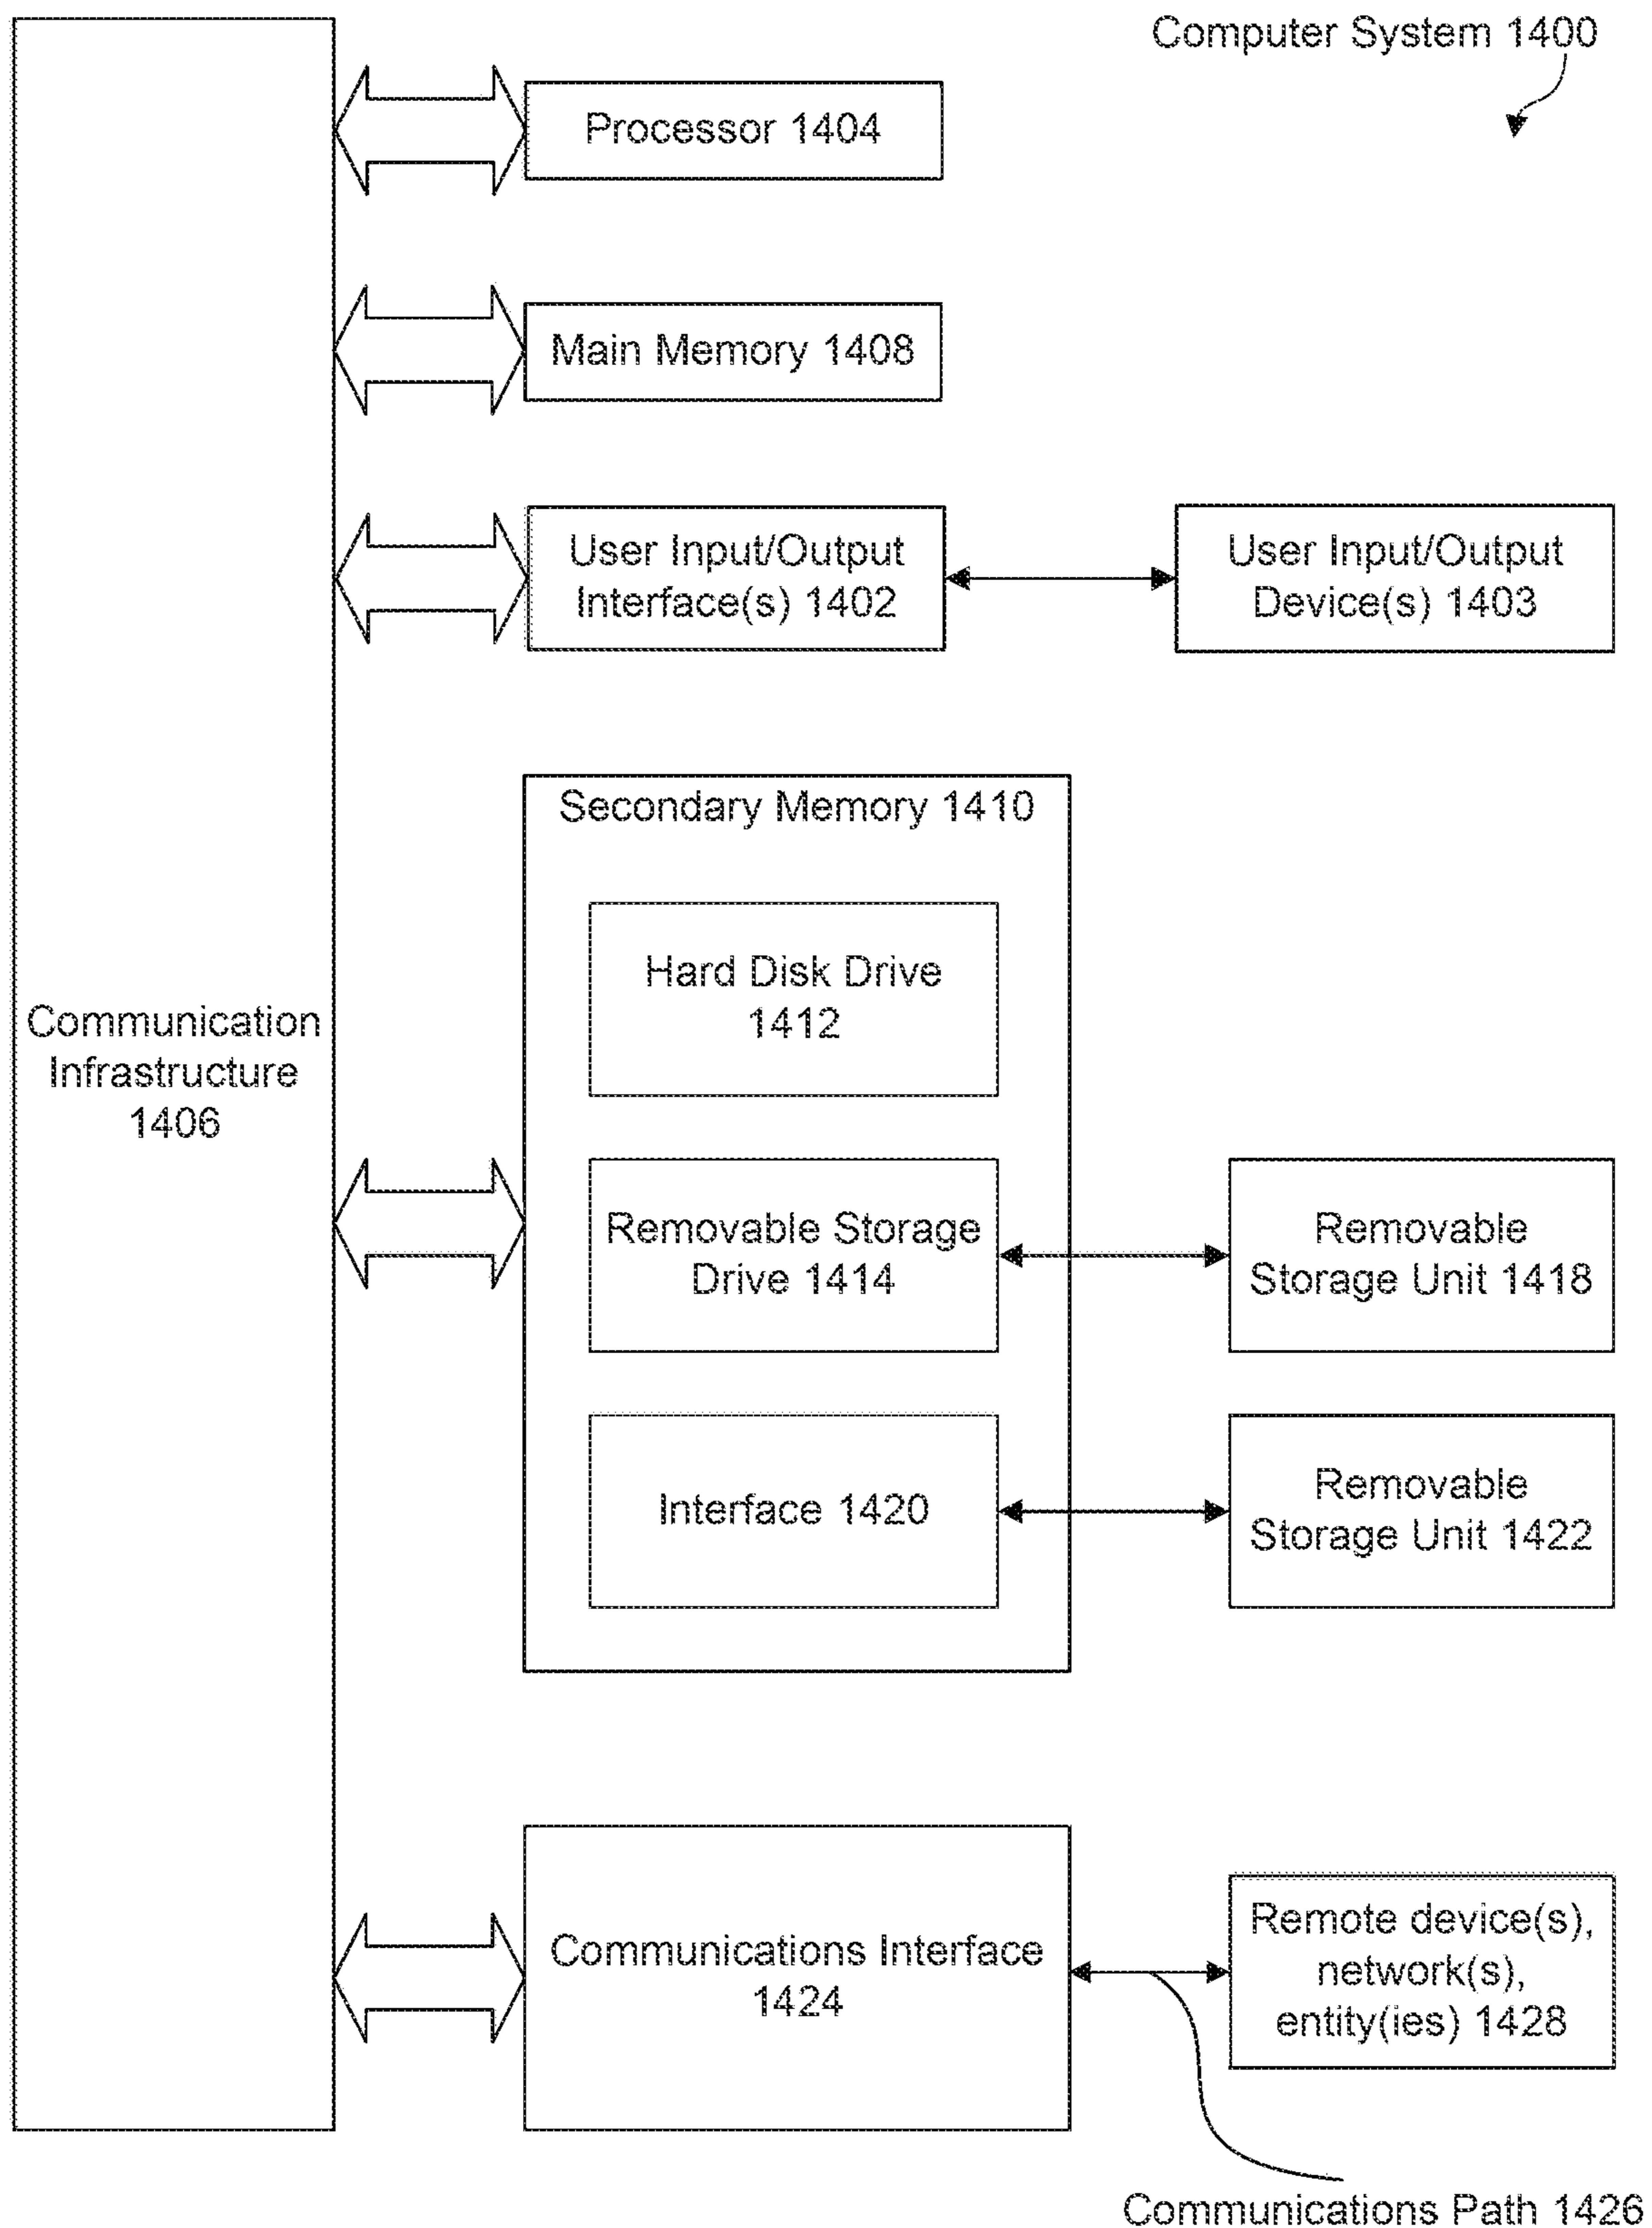 Computer System 1400
Processor 1404
Main Memory 1408
User Input/Output
Interface(s) 1402
User Input/Output
Device(s) 1403
Secondary Memory 1410
Hard Disk Drive
1412
Communication
Infrastructure
1406
Removable Storage
Drive 1414
Removable
Storage Unit 1418
Interface 1420
Removable
Storage Unit 1422
Communications Interface
1424
Remote device(s),
network(s),
entity(ies) 1428
Communications Path 1426